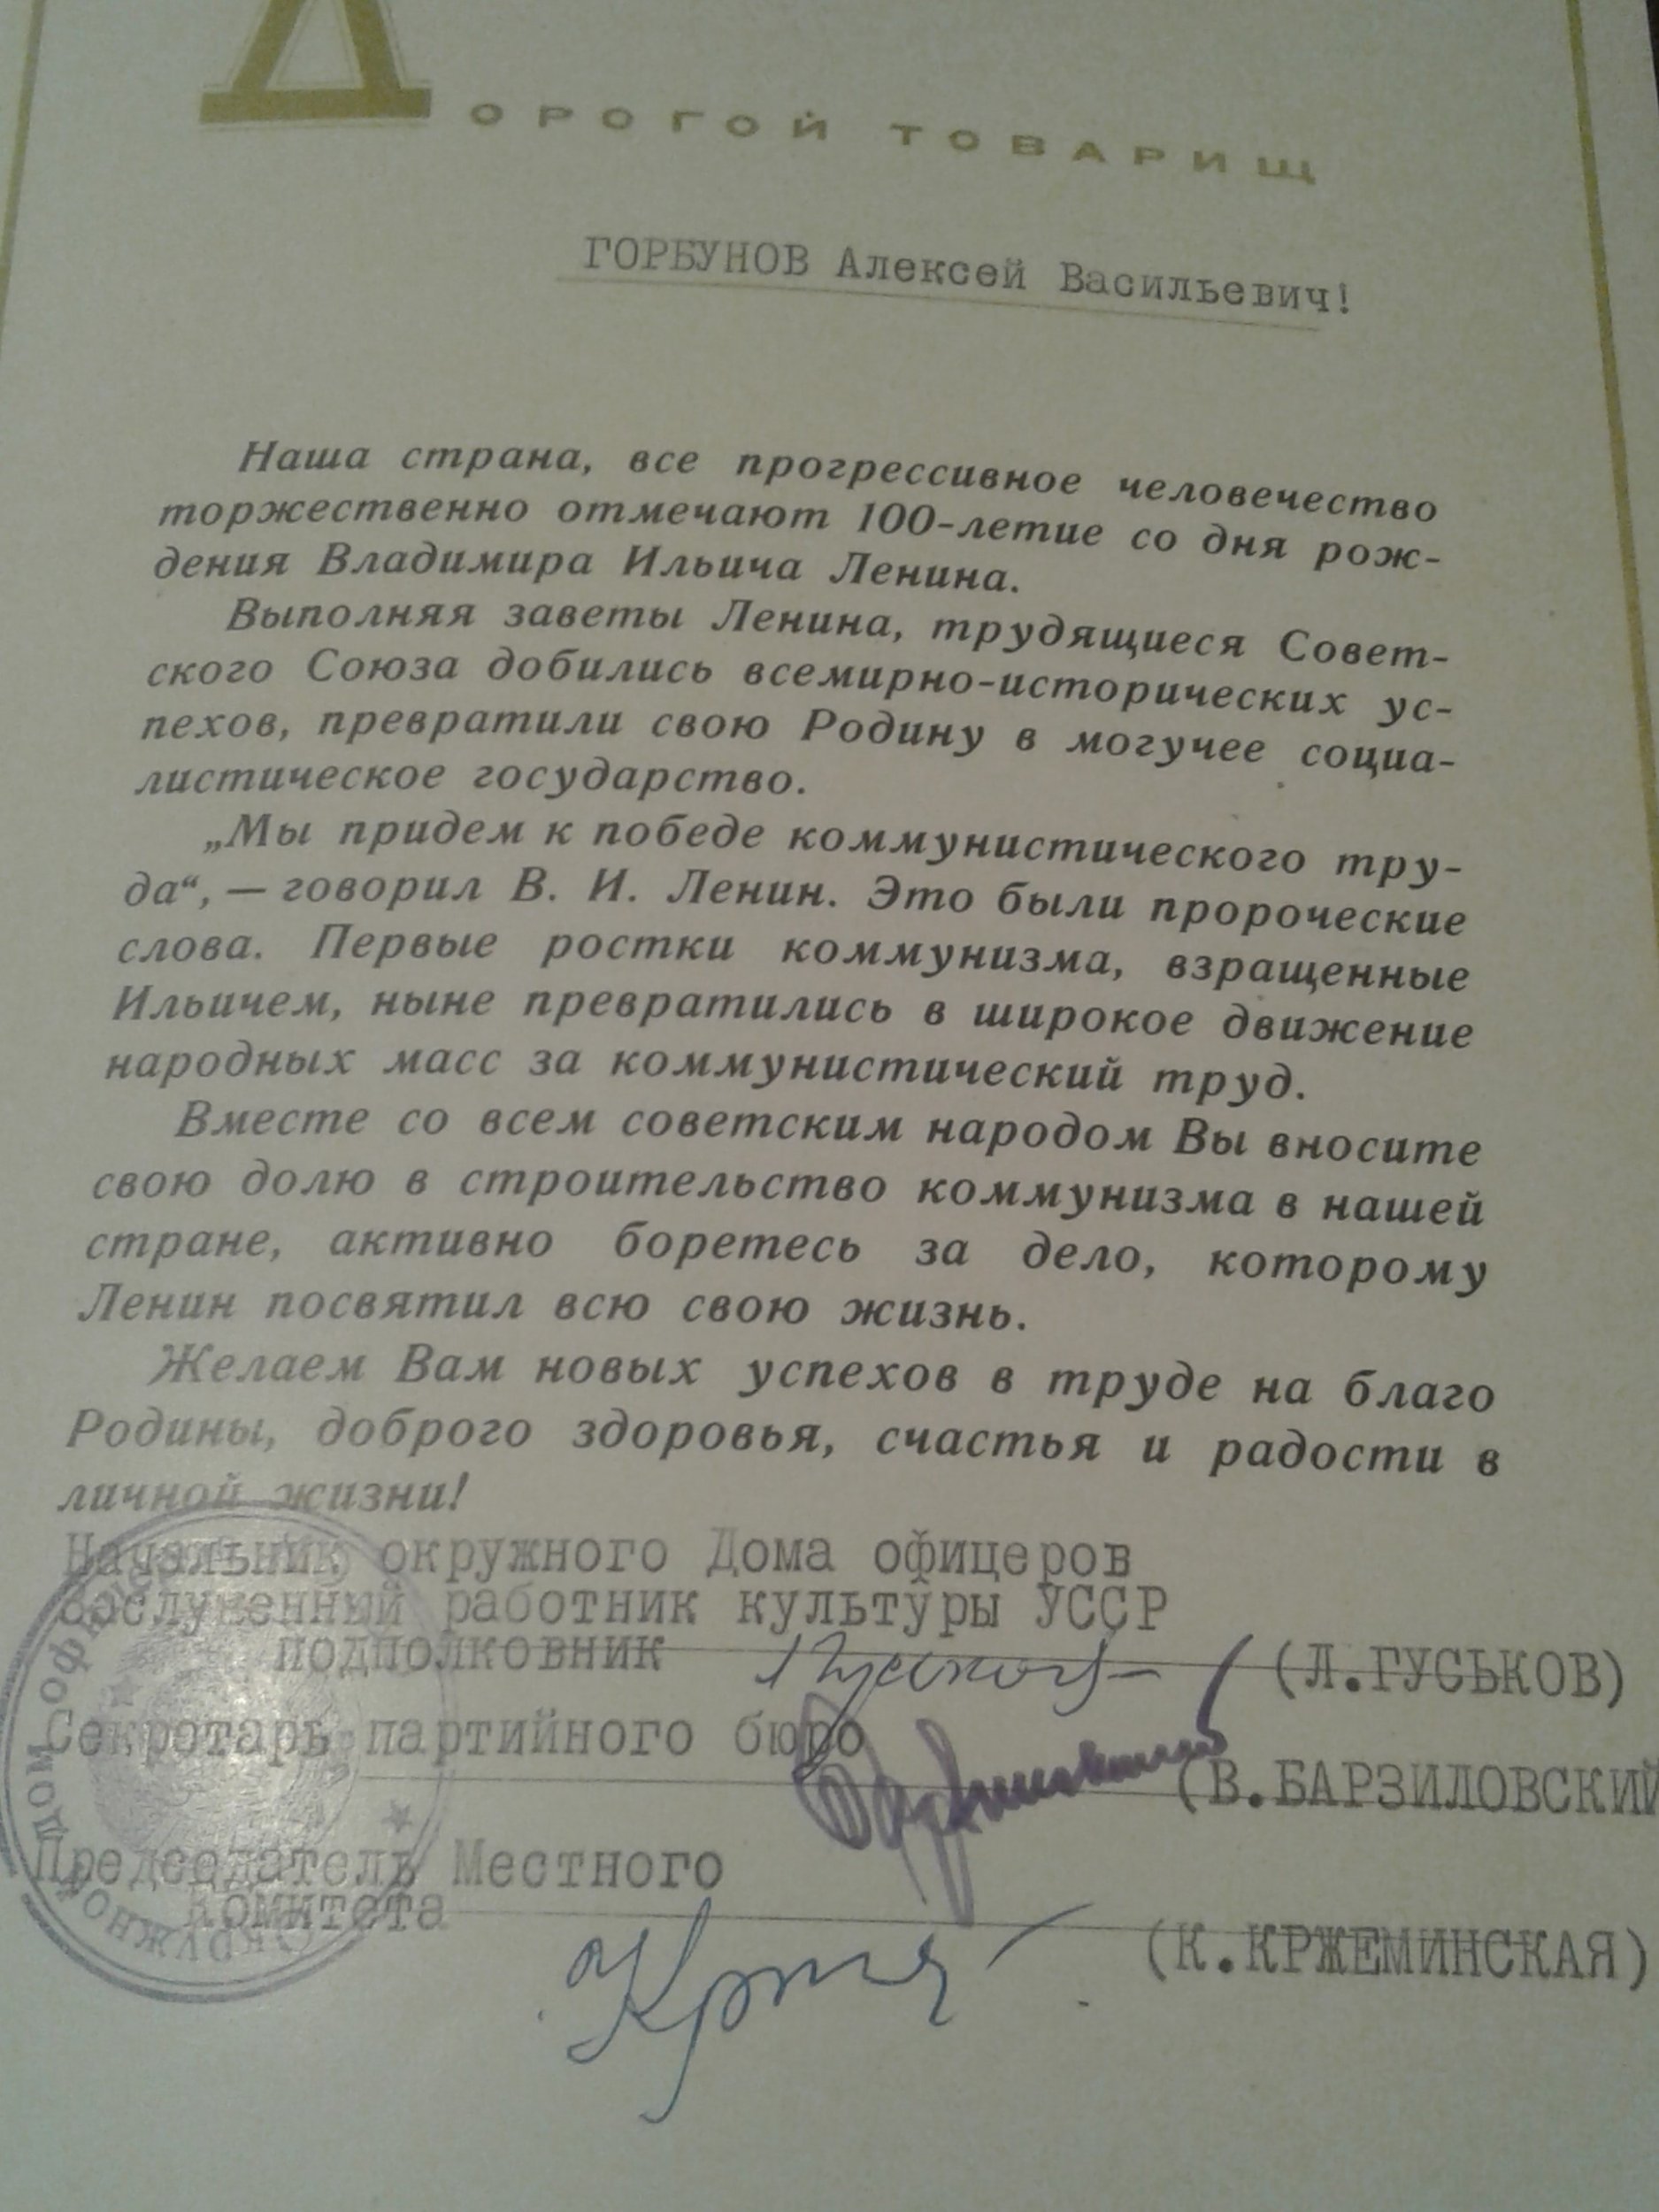 ДОРОГОЙ ТОВАРИЩ
ГОРБУНОВ Алексей Васильевич!
Наша страна, все прогрессивное человечество
торжественно отмечают 100-летие со дня рож-
дения Владимира Ильича Ленина.
Выполняя заветы Ленина, трудящиеся Совет-
ского Союза добились всемирно-исторических ус-
пехов, превратили свою Родину в могучее социа-
листическое государство.
„Мы придем к победе коммунистического тру-
да“, — говорил В. И. Ленин. Это были пророческие
слова. Первые ростки коммунизма, взращенные
Ильичем, ныне превратились в широкое движение
народных масс за коммунистический труд.
Вместе со всем советским народом Вы вносите
свою долю в строительство коммунизма в нашей
стране, активно боретесь за дело, которому
Ленин посвятил всю свою жизнь.
Желаем Вам новых успехов в труде на благо
Родины, доброго здоровья, счастья и радости в
личной жизни!
Начальник окружного Дома офицеров
Заслуженный работник культуры УССР
подполковник (Л.ГУСЬКОВ)
Секротарь партийного бюро
(В.БАРЗИЛОВСКИЙ
Председатель Местного
Комитета
(К.КРЖЕМИНСКАЯ)
Окружной дом офицеров